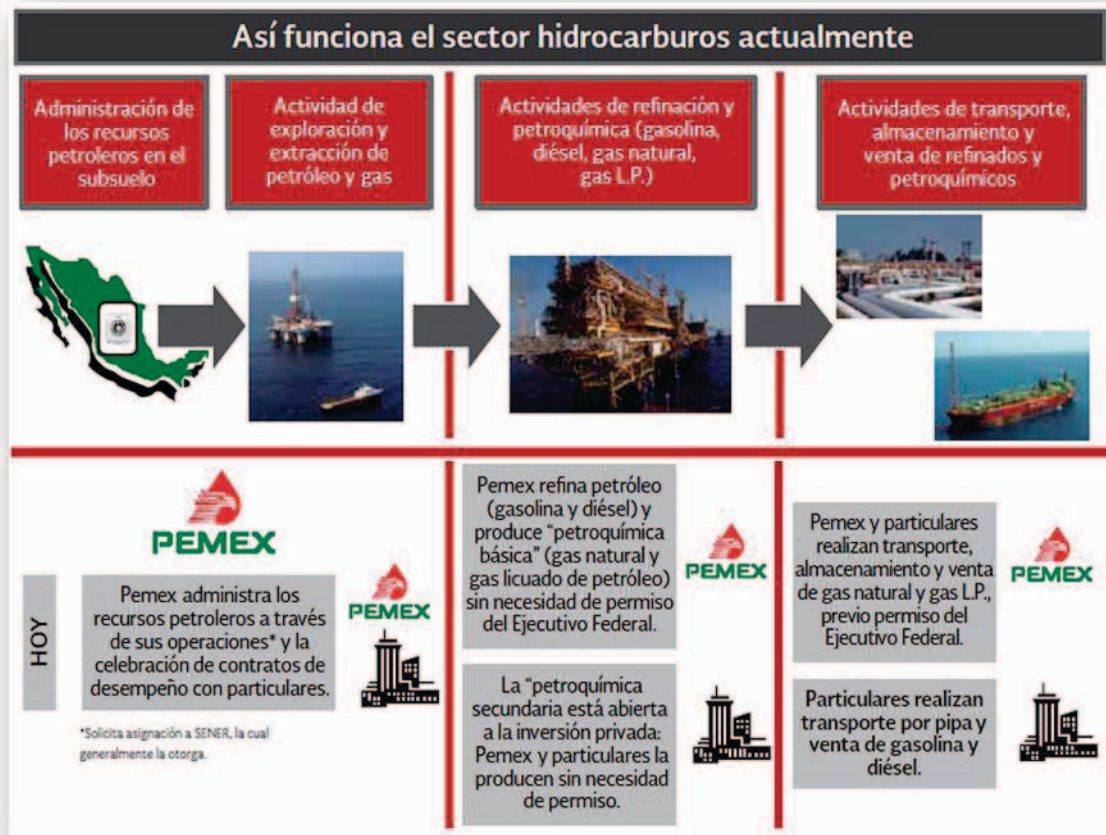 Así funciona el sector hidrocarburos actualmente
Administración de
los recursos
petroleros en el
subsuelo
Actividad de
exploración y
extracción de
petróleo y gas
Actividades de refinación y
petroquímica (gasolina,
diésel, gas natural,
gas L.P.)
Actividades de transporte,
almacenamiento y
venta de refinados y
petroquímicos
HOY
PEMEX
Pemex administra los
recursos petroleros a través
de sus operaciones* y la
celebración de contratos de
desempeño con particulares.
PEMEX
*Solicita asignación a SENER, la cual
generalmente la otorga.
Pemex refina petróleo
(gasolina y diésel) y
produce “petroquímica
básica” (gas natural y
gas licuado de petróleo)
sin necesidad de permiso
del Ejecutivo Federal.
PEMEX
La “petroquímica
secundaria está abierta
a la inversión privada:
Pemex y particulares la
producen sin necesidad
de permiso.
Pemex y particulares
realizan transporte,
almacenamiento y venta
de gas natural y gas L.P.,
previo permiso del
Ejecutivo Federal.
PEMEX
Particulares realizan
transporte por pipa y
venta de gasolina y
diésel.